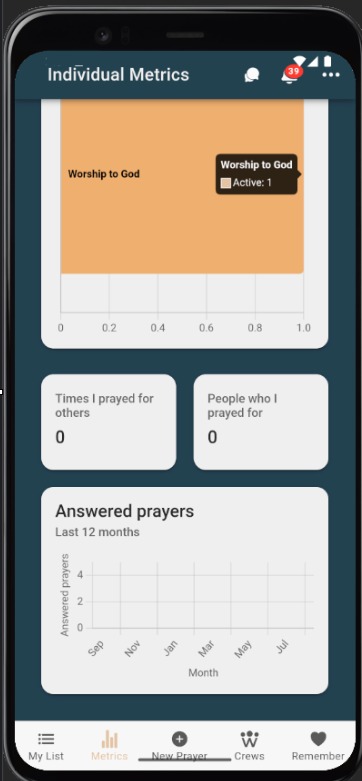 Individual Metrics
39
Worship to God
Worship to God
Active: 1
0 0.2 0.4 0.6 0.8 1.0
Times I prayed for
others
0
People who I
prayed for
0
Answered prayers
Last 12 months
Answered prayers
4
2
0
Sep Nov Jan Mar May Jul
Month
My List Metrics New Prayer Crews Remember